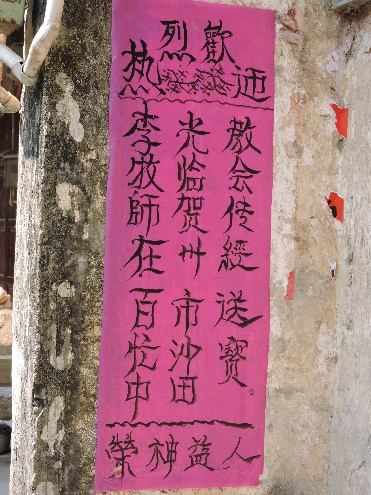 热烈歡迎
李牧師在百忙中
光临贺州市沙田
教会传經送寶。
榮神益人